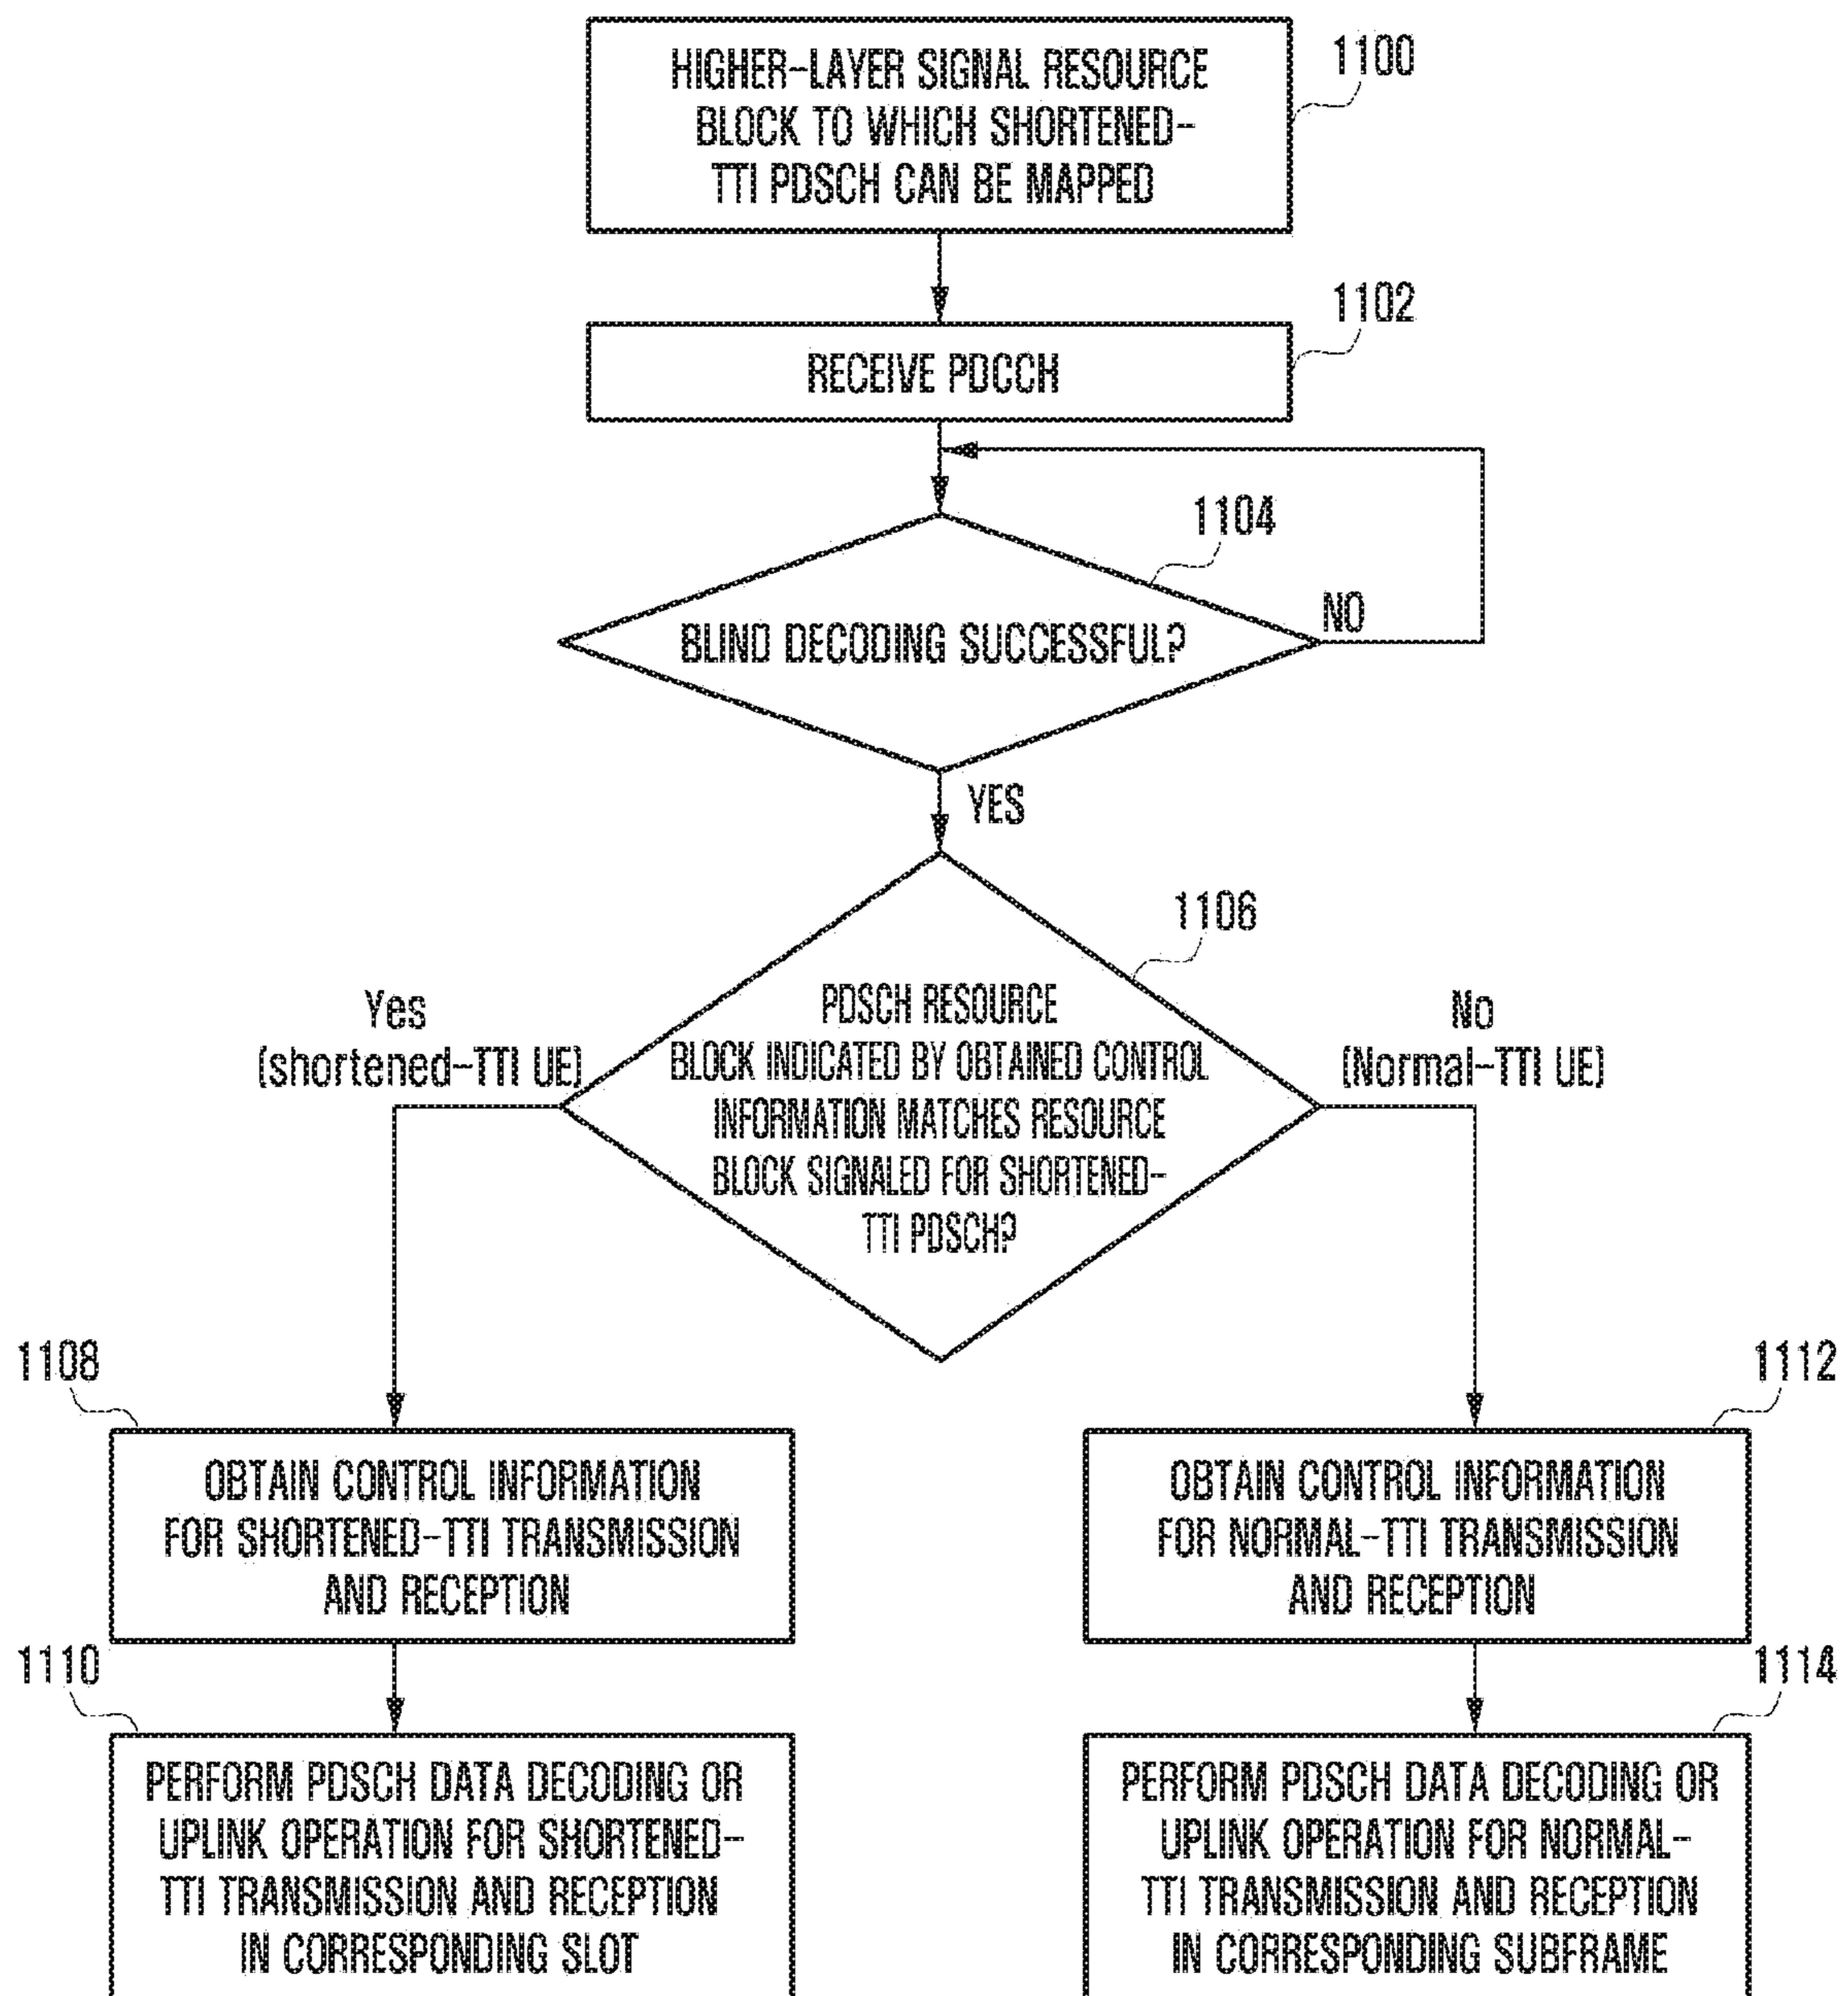 HIGHER-LAYER SIGNAL RESOURCE
BLOCK TO WHICH SHORTENED-
TTI PDSCH CAN BE MAPPED
1100
RECEIVE PDCCH
1102
BLIND DECODING SUCCESSFUL?
1104
NO
YES
PDSCH RESOURCE
BLOCK INDICATED BY OBTAINED CONTROL
INFORMATION MATCHES RESOURCE
BLOCK SIGNALED FOR SHORTENED-
TTI PDSCH?
1106
Yes
(shortened-TTI UE)
No
(Normal-TTI UE)
1108
OBTAIN CONTROL INFORMATION
FOR SHORTENED-TTI TRANSMISSION
AND RECEPTION
1112
OBTAIN CONTROL INFORMATION
FOR NORMAL-TTI TRANSMISSION
AND RECEPTION
1110
PERFORM PDSCH DATA DECODING OR
UPLINK OPERATION FOR SHORTENED-
TTI TRANSMISSION AND RECEPTION
IN CORRESPONDING SLOT
1114
PERFORM PDSCH DATA DECODING OR
UPLINK OPERATION FOR NORMAL-
TTI TRANSMISSION AND RECEPTION
IN CORRESPONDING SUBFRAME